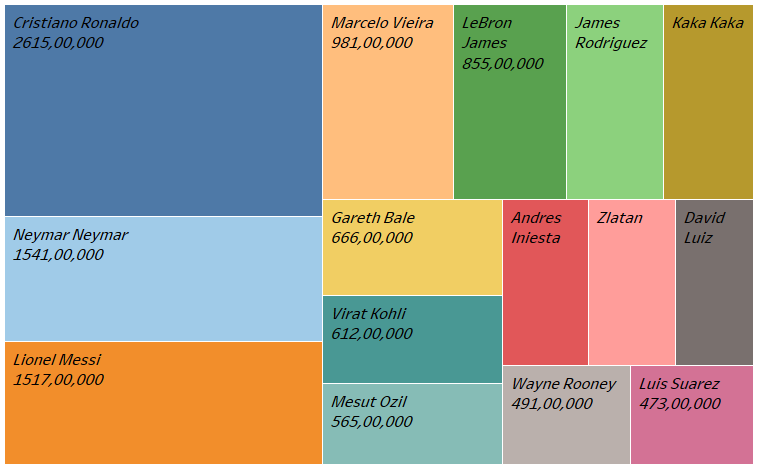 Cristiano Ronaldo
2615,00,000
Neymar Neymar
1541,00,000
Lionel Messi
1517,00,000
Marcelo Vieira
981,00,000
LeBron
James
855,00,000
James
Rodriguez
Kaka Kaka
Gareth Bale
666,00,000
Virat Kohli
612,00,000
Mesut Ozil
565,00,000
Andres
Iniesta
Zlatan
David
Luiz
Wayne Rooney
491,00,000
Luis Suarez
473,00,000